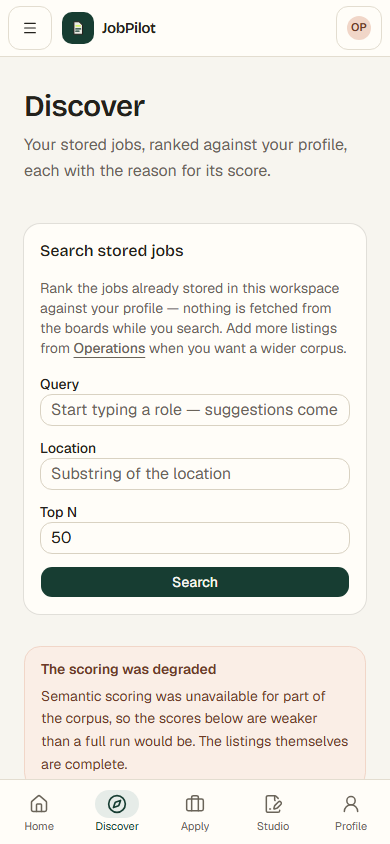 JobPilot
OP
Discover
Your stored jobs, ranked against your profile,
each with the reason for its score.
Search stored jobs
Rank the jobs already stored in this workspace
against your profile — nothing is fetched from
the boards while you search. Add more listings
from Operations when you want a wider corpus.
Query
Start typing a role — suggestions come
Location
Substring of the location
Top N
50
Search
The scoring was degraded
Semantic scoring was unavailable for part of
the corpus, so the scores below are weaker
than a full run would be. The listings themselves
are complete.
Home
Discover
Apply
Studio
Profile